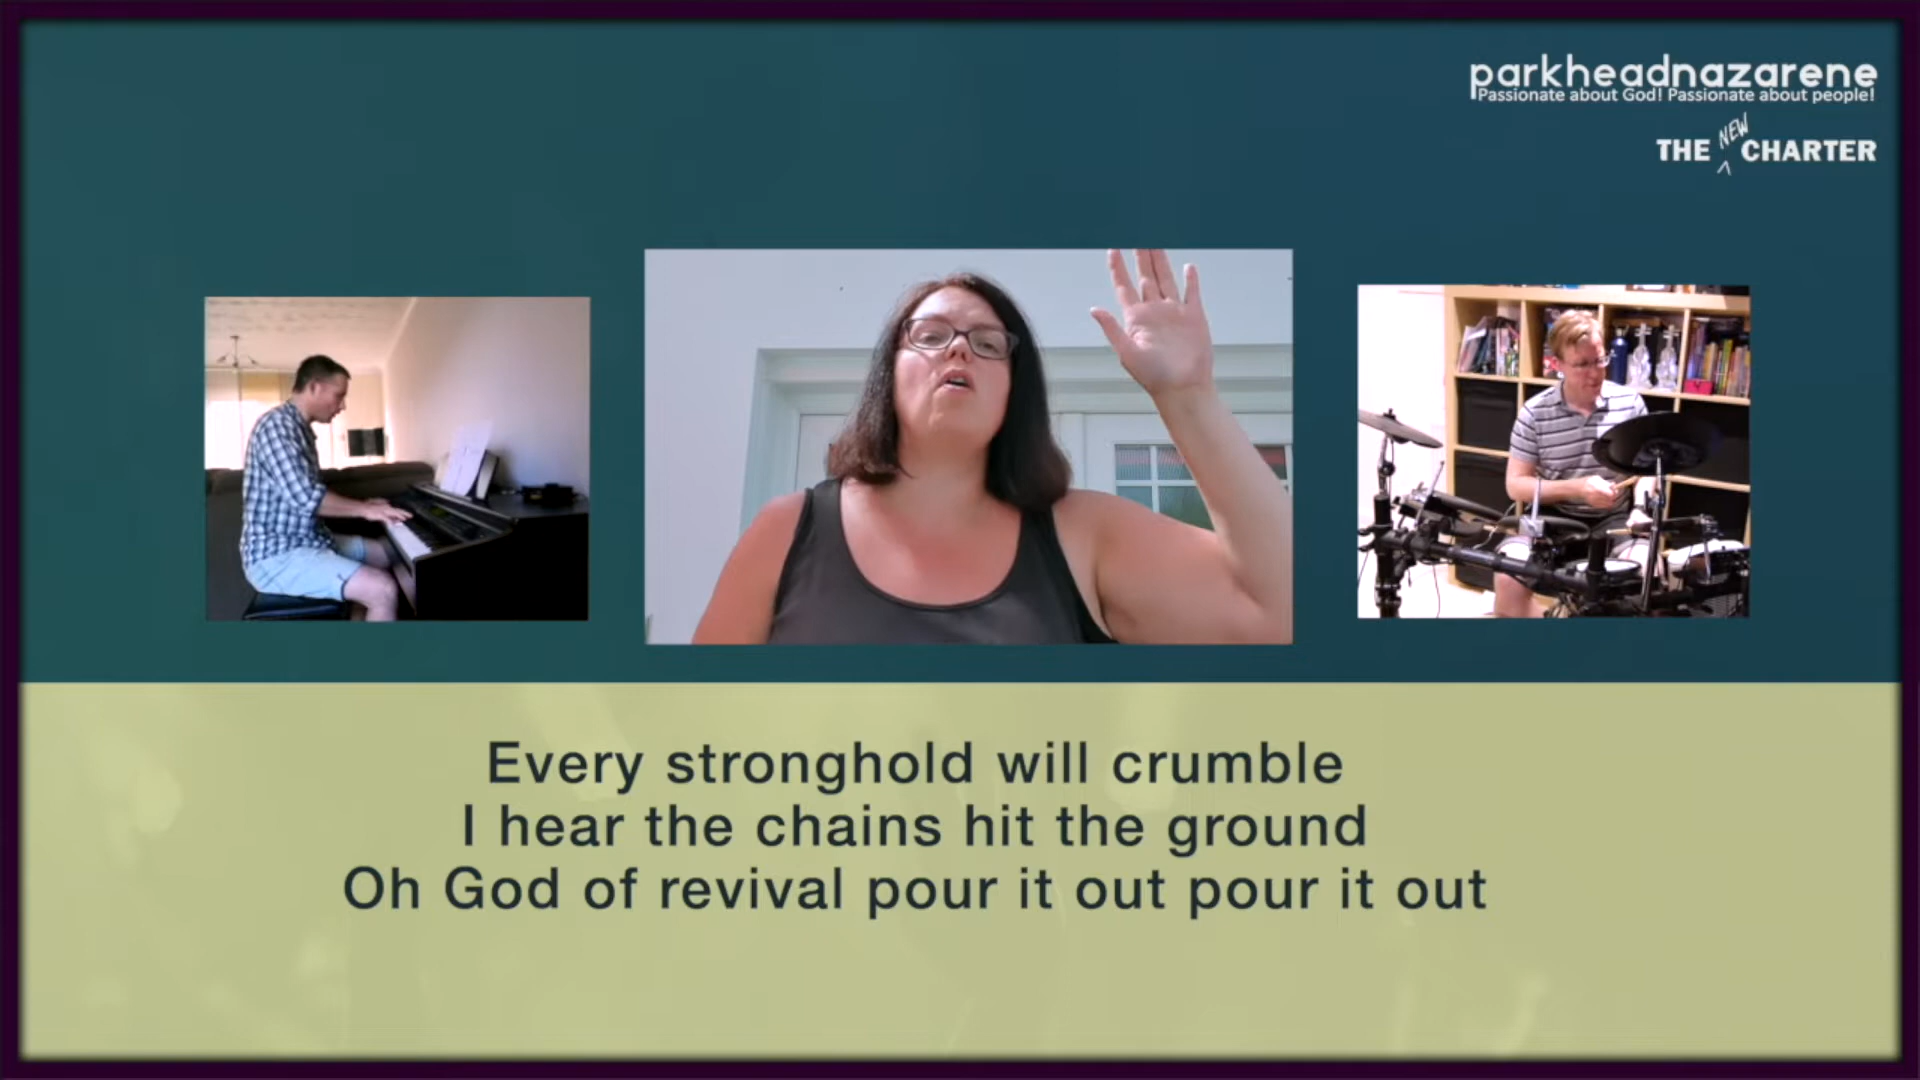 parkheadnazarene
Passionate about God! Passionate about people!
THE NEW CHARTER
Every stronghold will crumble
I hear the chains hit the ground
Oh God of revival pour it out pour it out